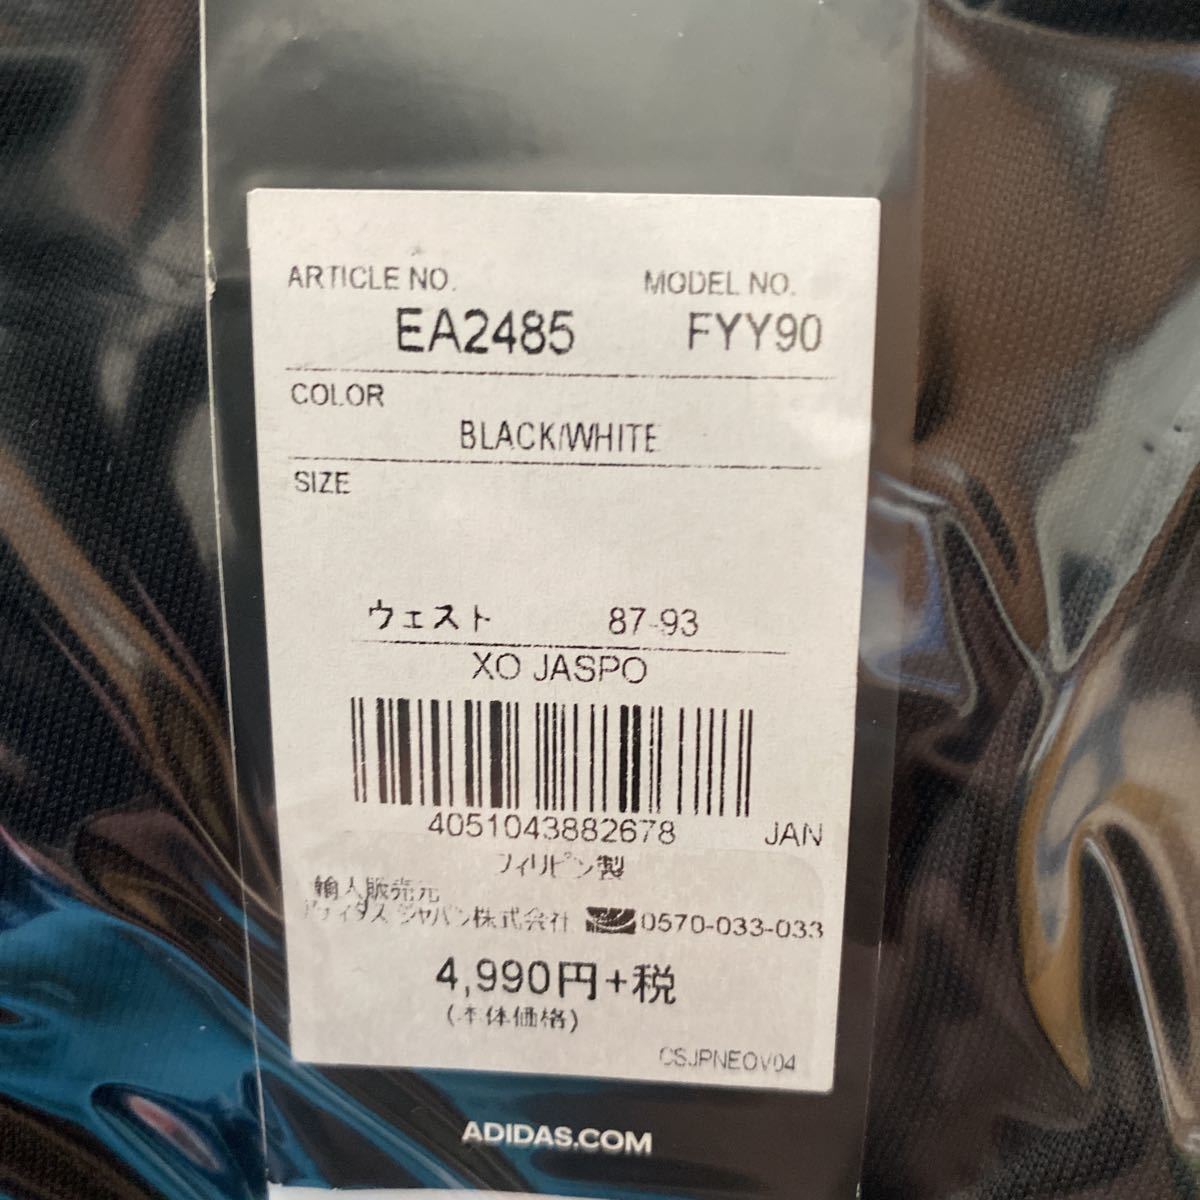 ARTICLE NO. MODEL NO.
EA2485 FYY90
COLOR
BLACK/WHITE
SIZE
ウェスト 87-93
XO JASPO
4051043882678 JAN
フィリピン製
輸入販売元
アディダス ジャパン株式会社 0570-033-033
4,990円+税
(本体価格)
CSJPNEOV04
ADIDAS.COM